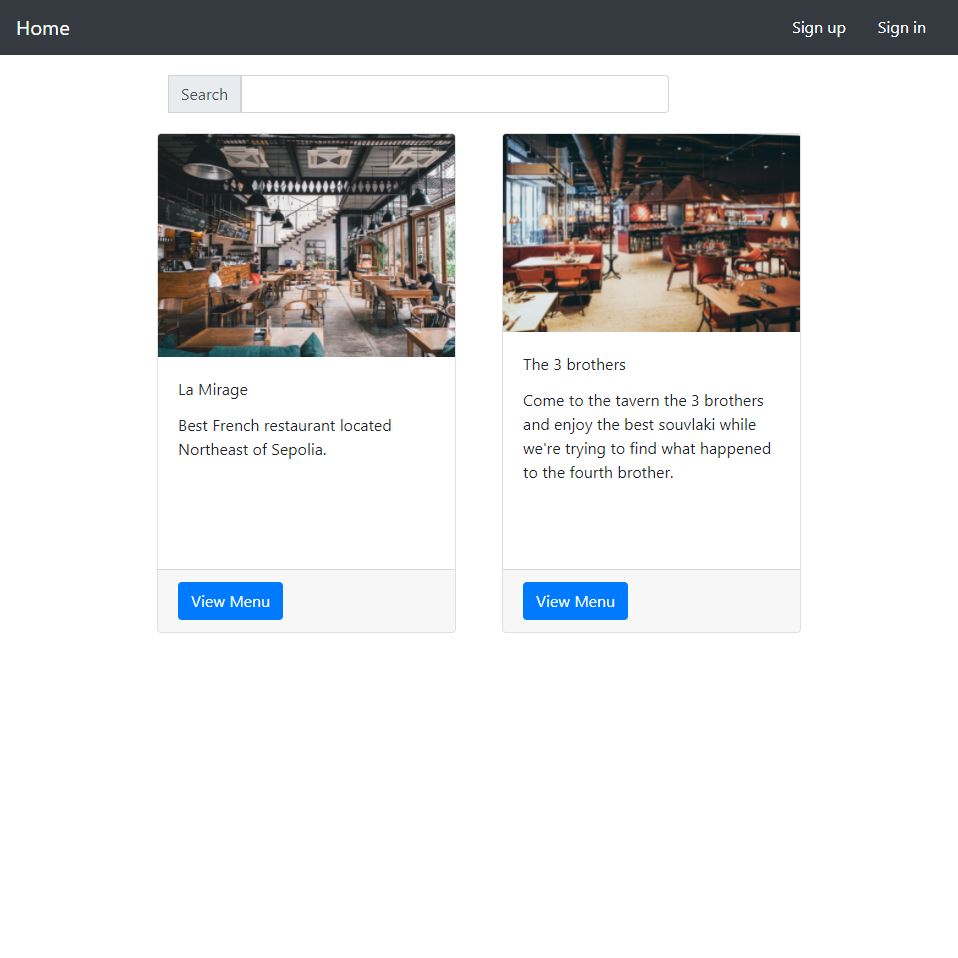 Home
Sign up
Sign in
Search
La Mirage
Best French restaurant located
Northeast of Sepolia.
View Menu
The 3 brothers
Come to the tavern the 3 brothers
and enjoy the best souvlaki while
we're trying to find what happened
to the fourth brother.
View Menu